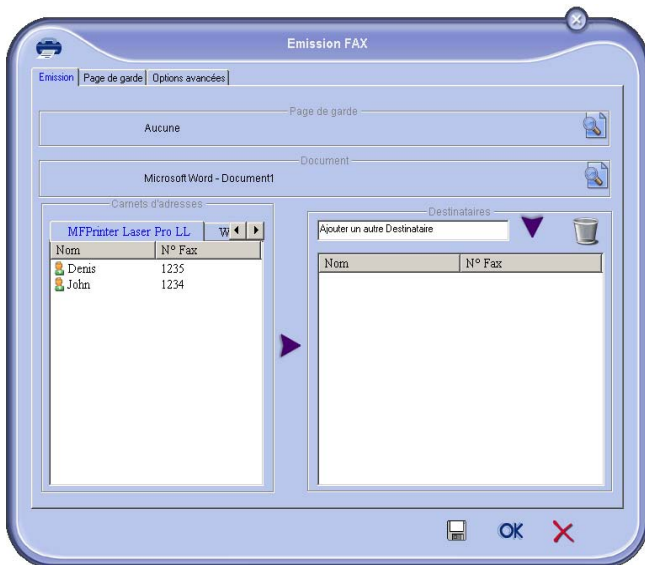 Emission FAX
Emission Page de garde Options avancées
Page de garde
Aucune
Document
Microsoft Word - Document1
Carnets d'adresses
MFPrinter Laser Pro LL W
Nom N° Fax
Denis 1235
John 1234
Destinataires
Ajouter un autre Destinataire
Nom N° Fax
OK